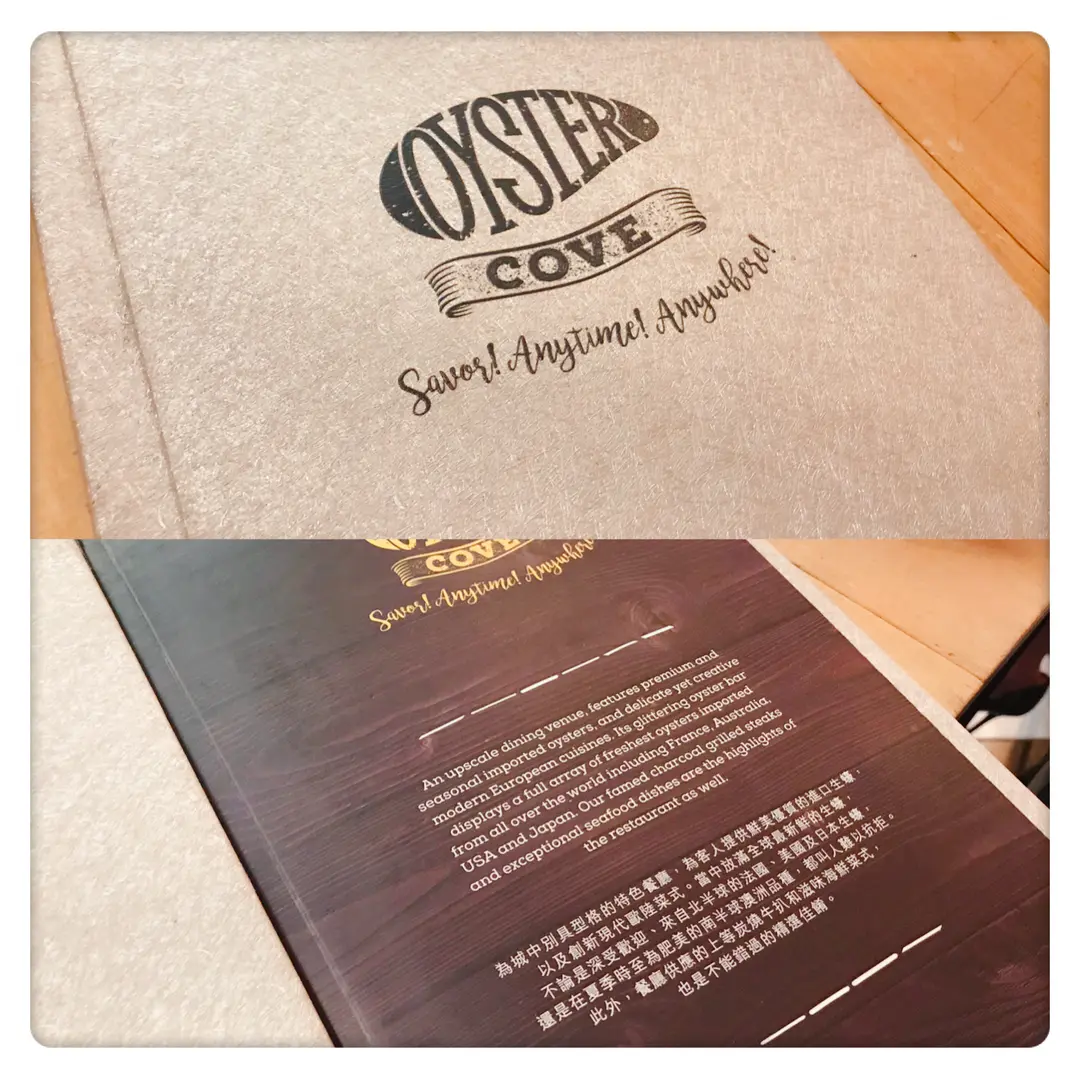 OYSTER
COVE
Savor! Anytime! Anywhere!
COVE
Savor! Anytime! Anywhere
An upscale dining venue, features premium and
seasonal imported oysters, and delicate yet creative
modern European cuisines. Its glittering oyster bar
displays a full array of freshest oysters imported
from all over the world including France, Australia,
USA and Japan. Our famed charcoal grilled steaks
and exceptional seafood dishes are the highlights of
the restaurant as well.
為城中別具型格的特色餐廳，為客人提供鮮美優質的進口生蠔，
以及創新現代歐陸菜式。當中放滿全球最新鮮的生蠔，
不論是深受歡迎、來自北半球的法國、美國及日本生蠔，
還是在夏季時至為肥美的南半球澳洲品種，都叫人難以抗拒。
此外，餐廳供應的上等炭燒牛扒和滋味海鮮菜式，
也是不能錯過的精選佳餚。